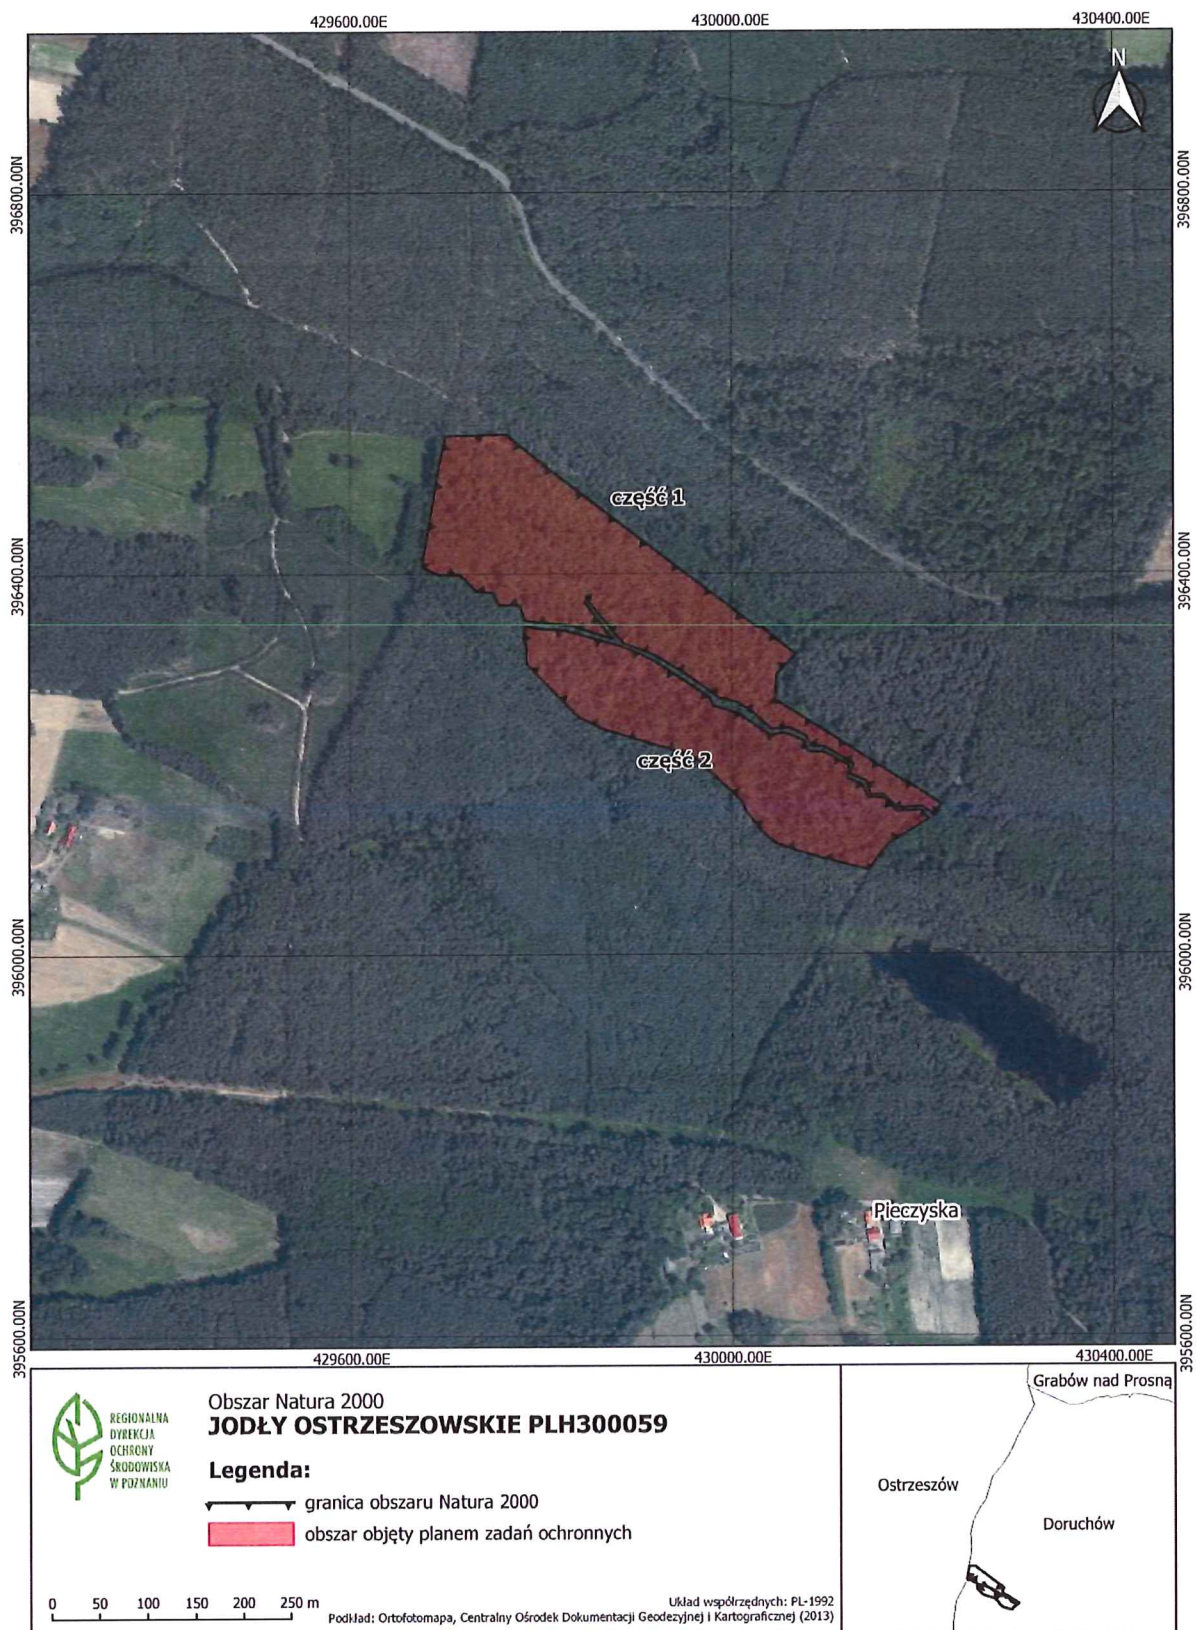 429600.00E
430000.00E
430400.00E
N
396800.00N
396800.00N
część 1
396400.00N
396400.00N
część 2
396000.00N
396000.00N
Pieczyska
395600.00N
395600.00N
429600.00E
430000.00E
430400.00E
REGIONALNA
DYREKCJA
OCHRONY
ŚRODOWISKA
W POZNANIU
Obszar Natura 2000
JODŁY OSTRZESZOWSKIE PLH300059
Legenda:
granica obszaru Natura 2000
obszar objęty planem zadań ochronnych
0 50 100 150 200 250 m
Układ współrzędnych: PL-1992
Podkład: Ortofotomapa, Centralny Ośrodek Dokumentacji Geodezyjnej i Kartograficznej (2013)
Grabów nad Prosną
Ostrzeszów
Doruchów